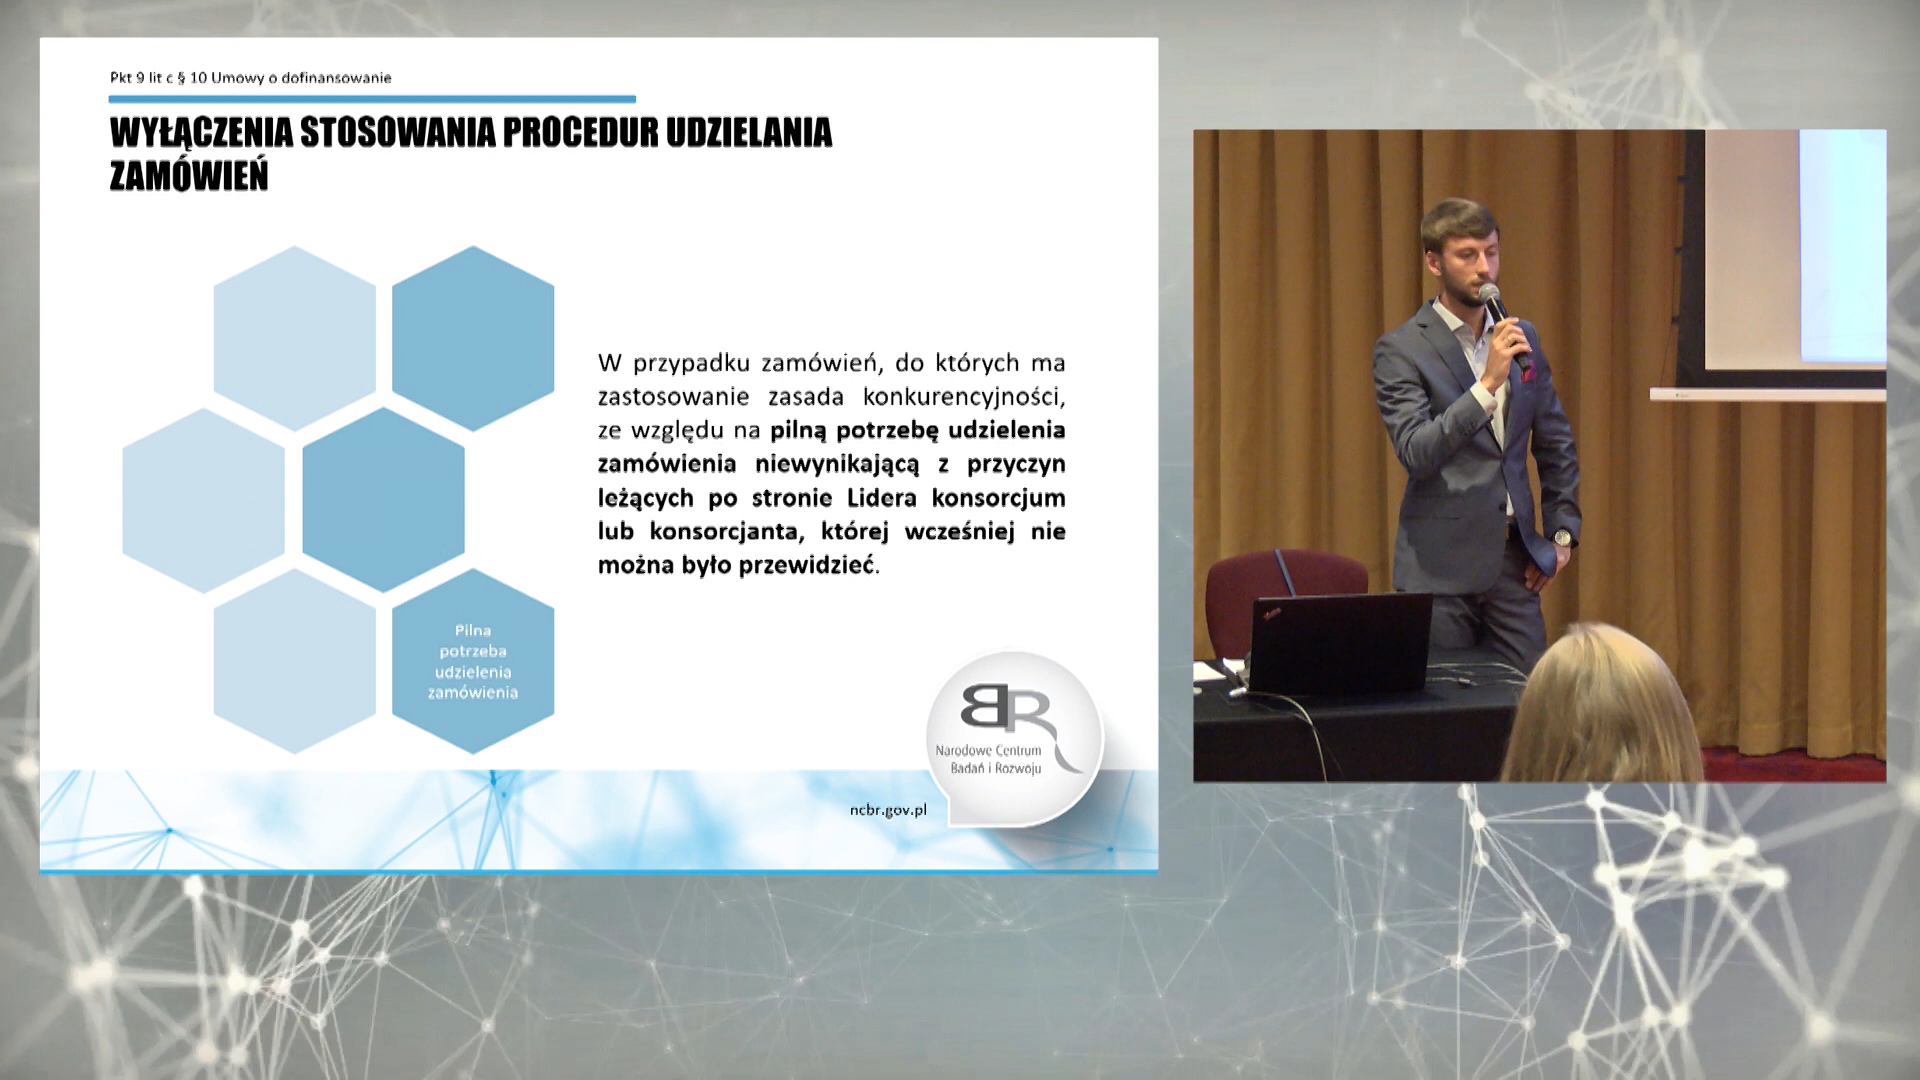 Pkt 9 lit c § 10 Umowy o dofinansowanie
WYŁĄCZENIA STOSOWANIA PROCEDUR UDZIELANIA
ZAMÓWIEŃ
W przypadku zamówień, do których ma
zastosowanie zasada konkurencyjności,
ze względu na pilną potrzebę udzielenia
zamówienia niewynikającą z przyczyn
leżących po stronie Lidera konsorcjum
lub konsorcjanta, której wcześniej nie
można było przewidzieć.
Pilna
potrzeba
udzielenia
zamówienia
BR
Narodowe Centrum
Badań i Rozwoju
ncbr.gov.pl